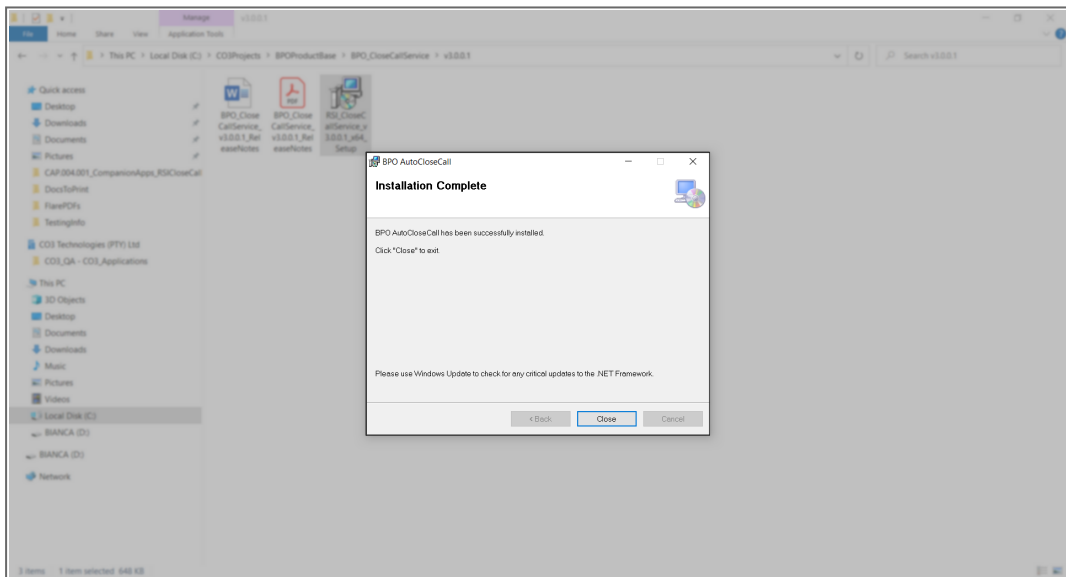 Manage
v3.0.0.1
File
Home
Share
View
Application Tools
> This PC > Local Disk (C:) > CO3Projects > BPOProductBase > BPO_CloseCallService > v3.0.0.1
Search v3.0.0.1
Quick access
Desktop
Downloads
Documents
Pictures
CAP.004.001_CompanionApps_RSICloseCall
DocsToPrint
FlarePDFs
TestingInfo
CO3 Technologies (PTY) Ltd
CO3_QA - CO3_Applications
This PC
3D Objects
Desktop
Documents
Downloads
Music
Pictures
Videos
Local Disk (C:)
BIANCA (D:)
BIANCA (D:)
Network
BPO_Close
CallService_
v3.0.0.1_Rel
easeNotes
PDF
BPO_Close
CallService_
v3.0.0.1_Rel
easeNotes
RSI_CloseC
allService_v
3.0.0.1_x64_
Setup
BPO AutoCloseCall
Installation Complete
BPO AutoCloseCall has been successfully installed.
Click "Close" to exit.
Please use Windows Update to check for any critical updates to the .NET Framework.
< Back
Close
Cancel
3 items
1 item selected 648 KB